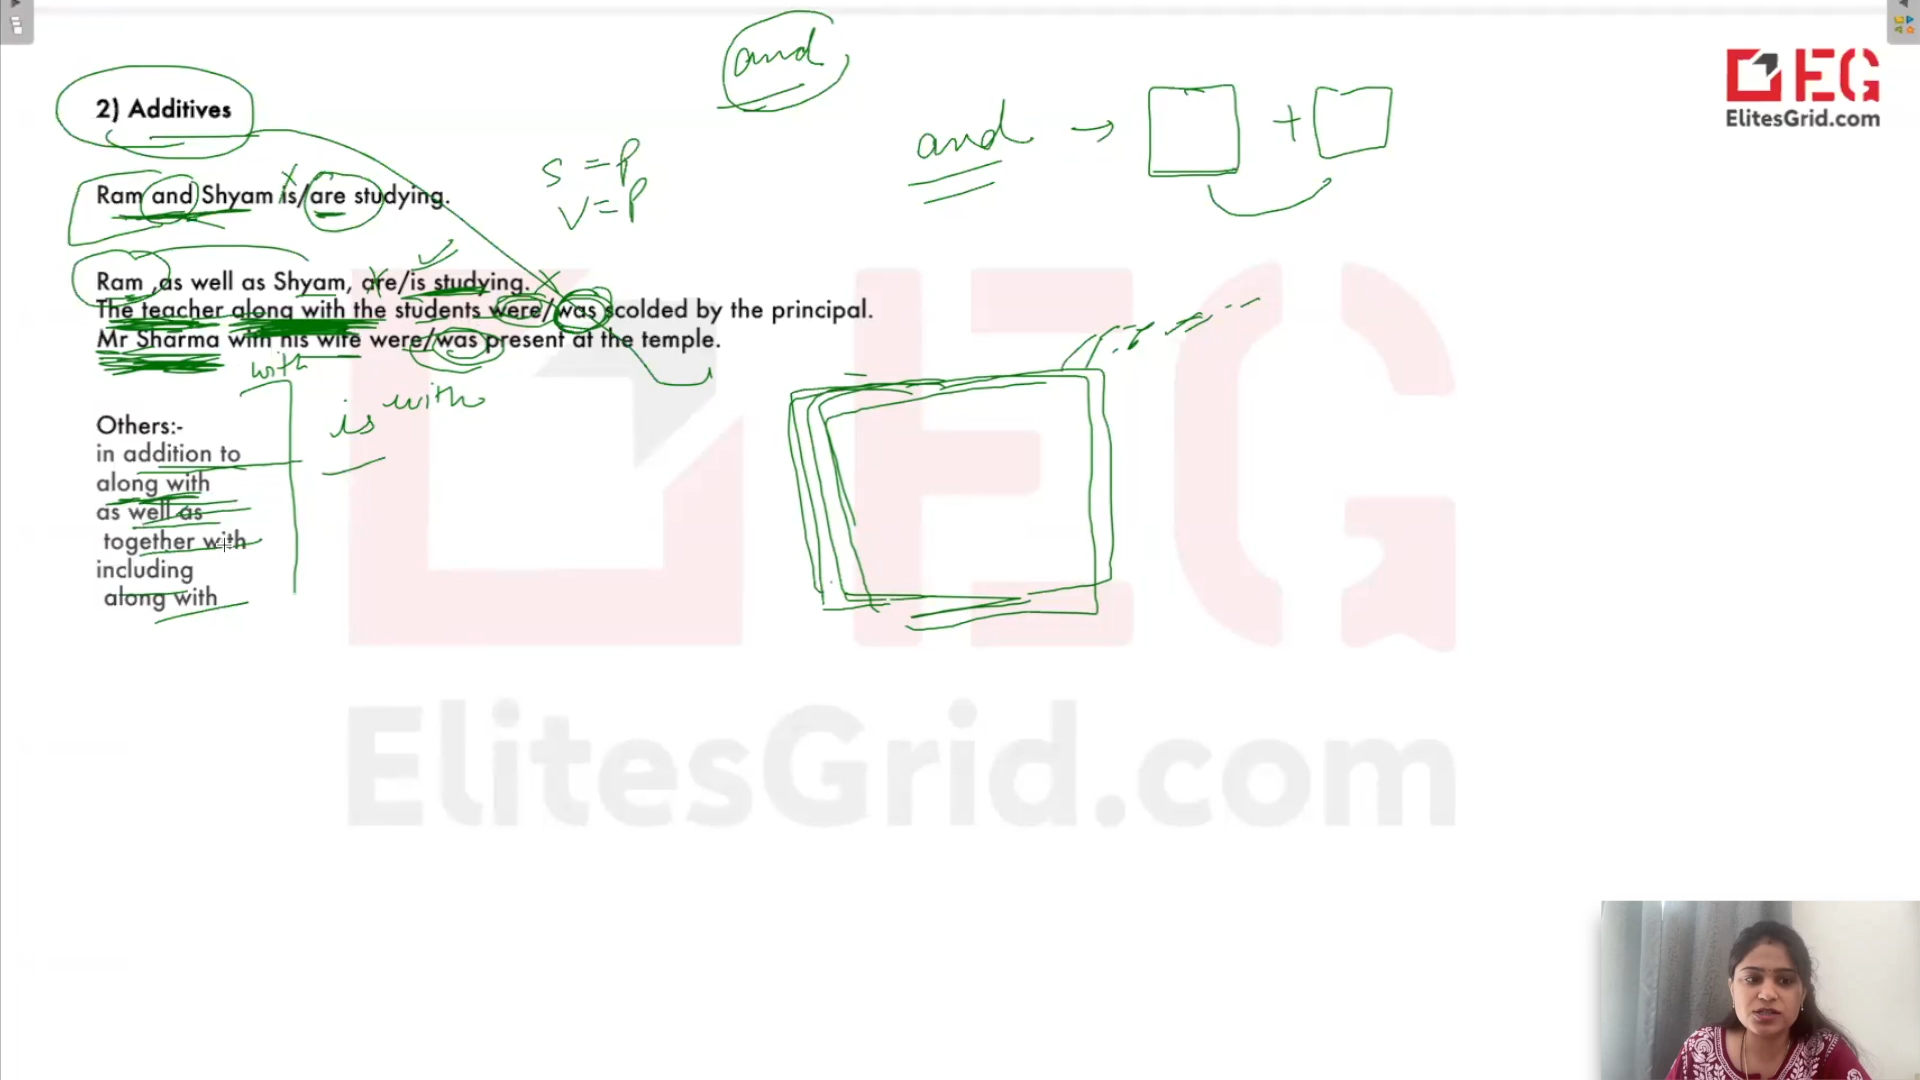 and
2) Additives
EG
ElitesGrid.com
and →
+
Ram and Shyam is/are studying.
S = P
V = P
Ram ,as well as Shyam, are/is studying.
The teacher along with the students were/was scolded by the principal.
Mr Sharma with his wife were/was present at the temple.
with
is with
Others:-
in addition to
along with
as well as
together with
including
along with
ElitesGrid.com